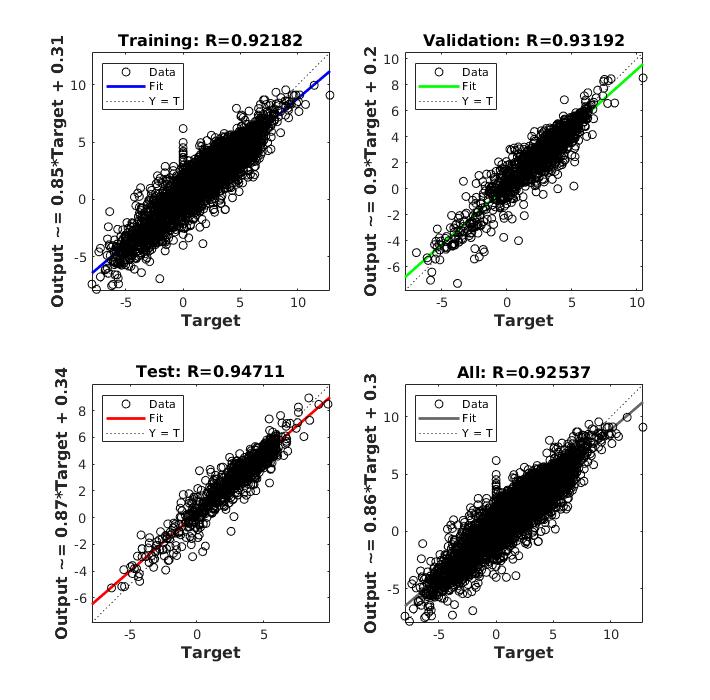 Training: R=0.92182
Output ~= 0.85*Target + 0.31
Data
Fit
Y = T
10
5
0
-5
-5
0
5
10
Target
Validation: R=0.93192
Output ~= 0.9*Target + 0.2
Data
Fit
Y = T
10
8
6
4
2
0
-2
-4
-6
-5
0
5
10
Target
Test: R=0.94711
Output ~= 0.87*Target + 0.34
Data
Fit
Y = T
8
6
4
2
0
-2
-4
-6
-5
0
5
Target
All: R=0.92537
Output ~= 0.86*Target + 0.3
Data
Fit
Y = T
10
5
0
-5
-5
0
5
10
Target